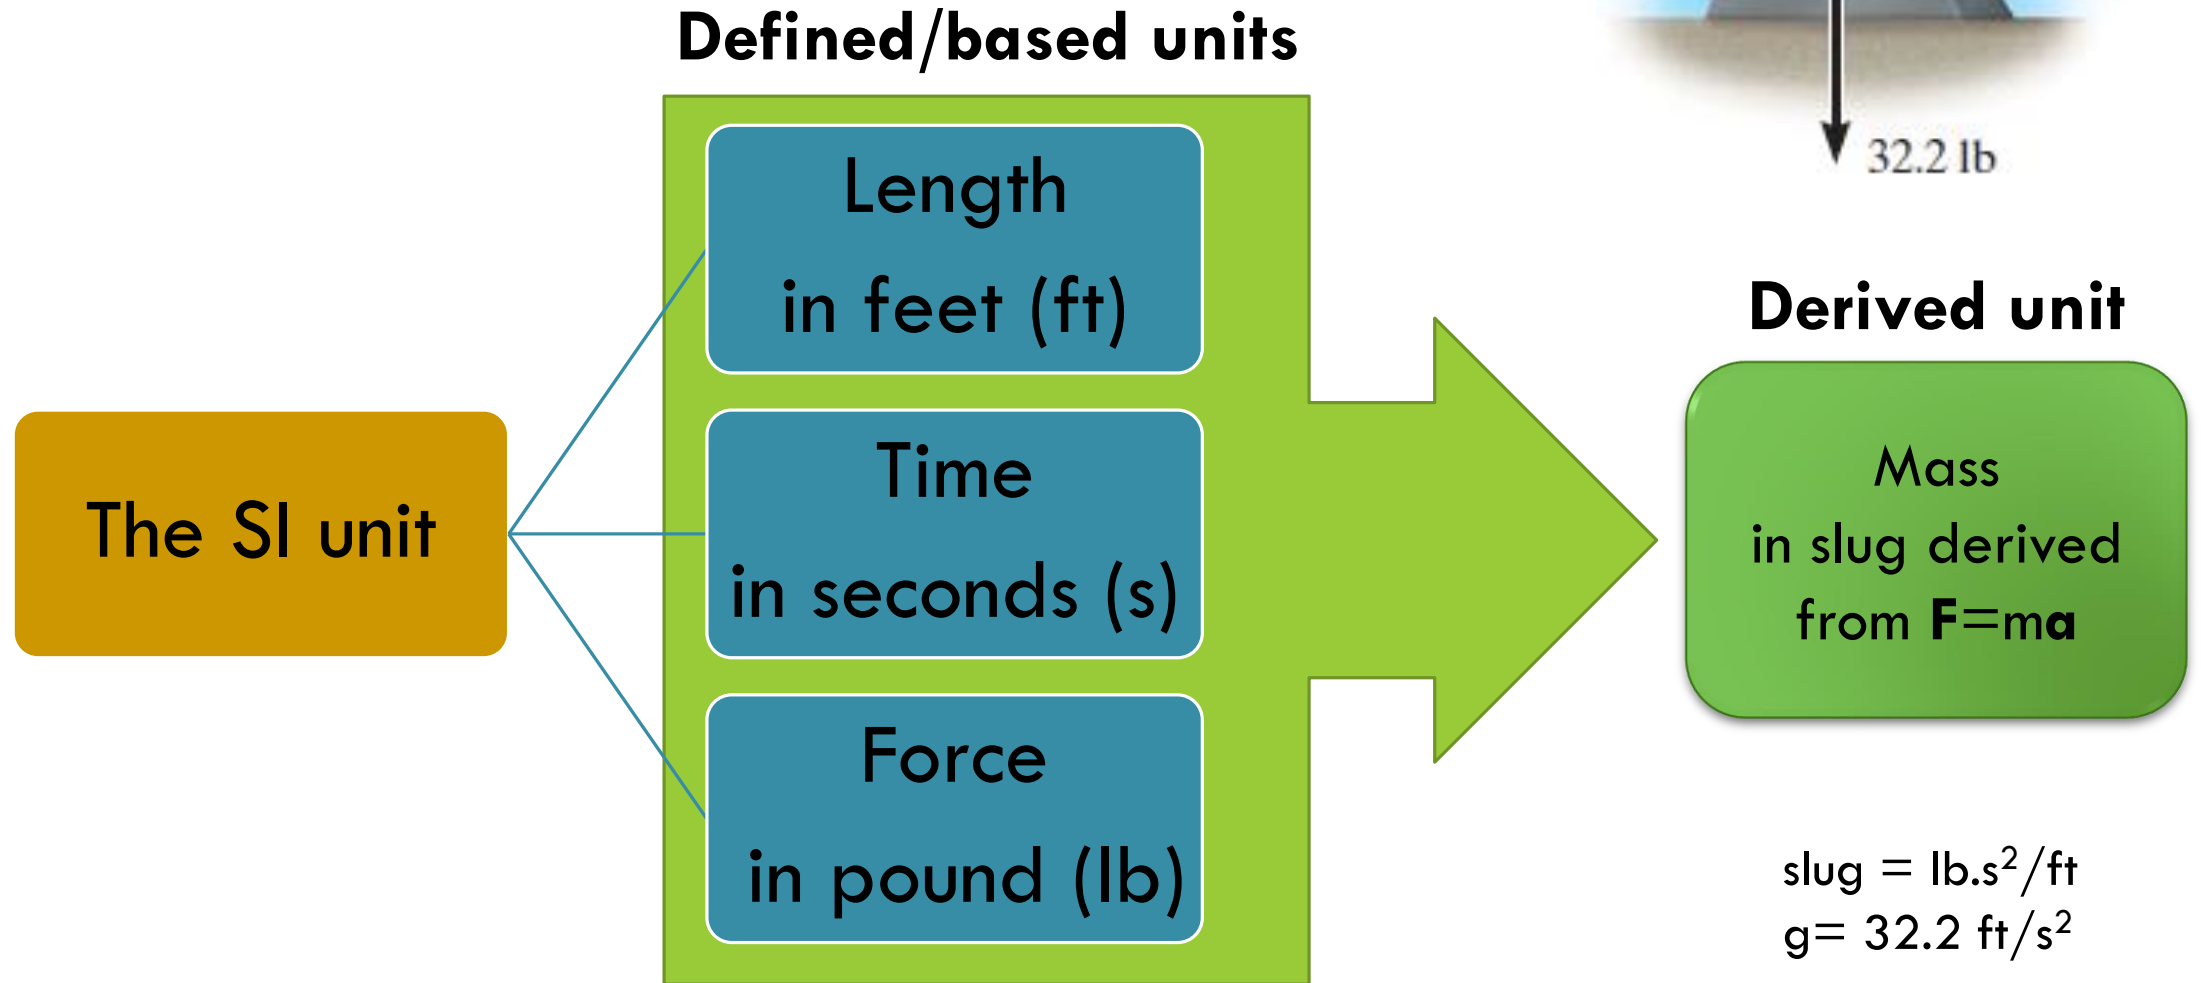 Defined/based units
32.2 lb
The SI unit
Length
in feet (ft)
Time
in seconds (s)
Force
in pound (lb)
Derived unit
Mass
in slug derived
from F=ma
slug = lb.s²/ft
g= 32.2 ft/s²